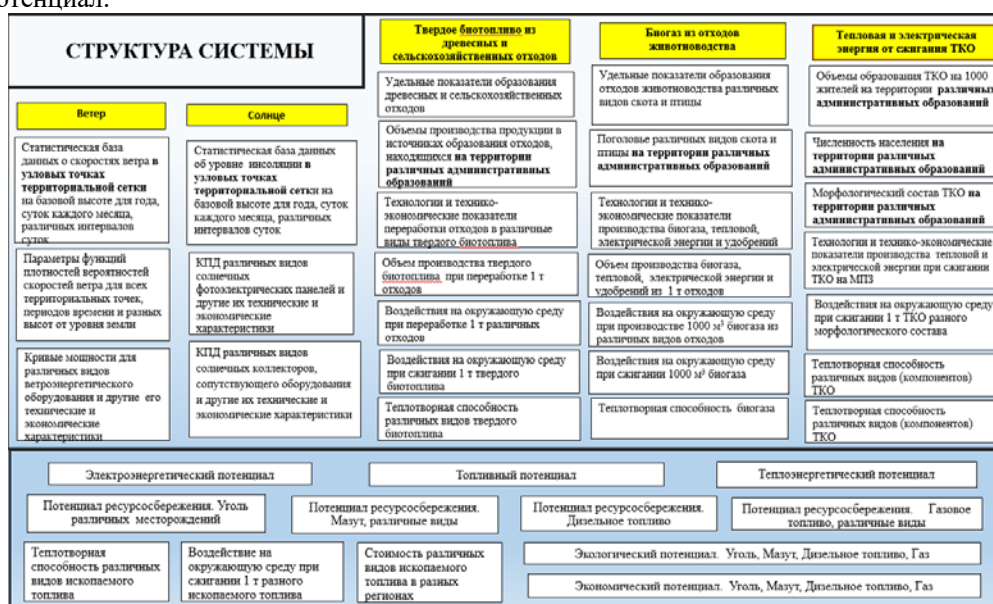 отенциал.
СТРУКТУРА СИСТЕМЫ
Ветер
Статистическая база
данных о скоростях ветра в
узловых точках
территориальной сетки
на базовой высоте для года,
суток каждого месяца,
различных интервалов
суток
Параметры функций
плотностей вероятностей
скоростей ветра для всех
территориальных точек,
периодов времени и разных
высот от уровня земли
Кривые мощности для
различных видов
ветроэнергетического
оборудования и другие его
технические и
экономические
характеристики
Солнце
Статистическая база данных
об уровне инсоляции в
узловых точках
территориальной сетки на
базовой высоте для года, суток
каждого месяца, различных
интервалов суток
КПД различных видов
солнечных
фотоэлектрических панелей и
другие их технические и
экономические
характеристики
КПД различных видов
солнечных коллекторов,
сопутствующего оборудования
и другие их технические и
экономические характеристики
Твердое биотопливо из
древесных и
сельскохозяйственных отходов
Удельные показатели образования
древесных и сельскохозяйственных
отходов
Объемы производства продукции в
источниках образования отходов,
находящихся на территории
различных административных
образований
Технологии и технико-
экономические показатели
переработки отходов в различные
виды твердого биотоплива
Объем производства твердого
биотоплива при переработке 1 т
отходов
Воздействия на окружающую среду
при переработке 1 т различных
отходов
Воздействия на окружающую среду
при сжигании 1 т твердого
биотоплива
Теплотворная способность
различных видов твердого
биотоплива
Биогаз из отходов
животноводства
Удельные показатели образования
отходов животноводства различных
видов скота и птицы
Поголовье различных видов скота и
птицы на территории различных
административных образований
Технологии и технико-
экономические показатели
производства биогаза, тепловой,
электрической энергии и удобрений
Объем производства биогаза,
тепловой, электрической энергии и
удобрений из 1 т отходов
Воздействия на окружающую среду
при производстве 1000 м³ биогаза из
различных видов отходов
Воздействия на окружающую среду
при сжигании 1000 м³ биогаза
Теплотворная способность биогаза
Тепловая и электрическая
энергия от сжигания ТКО
Объемы образования ТКО на 1000
жителей на территории различных
административных образований
Численность населения на
территории различных
административных образований
Морфологический состав ТКО на
территории различных
административных образований
Технологии и технико-экономические
показатели производства тепловой и
электрической энергии при сжигании
ТКО на МПЗ
Воздействия на окружающую среду
при сжигании 1 т ТКО разного
морфологического состава
Теплотворная способность
различных видов (компонентов)
ТКО
Теплотворная способность
различных видов (компонентов)
ТКО
Электроэнергетический потенциал
Топливный потенциал
Теплоэнергетический потенциал
Потенциал ресурсосбережения. Уголь
различных месторождений
Потенциал ресурсосбережения.
Мазут, различные виды
Потенциал ресурсосбережения.
Дизельное топливо
Потенциал ресурсосбережения. Газовое
топливо, различные виды
Теплотворная
способность различных
видов ископаемого
топлива
Воздействие на
окружающую среду при
сжигании 1 т разного
ископаемого топлива
Стоимость различных
видов ископаемого
топлива в разных
регионах
Экологический потенциал. Уголь, Мазут, Дизельное топливо, Газ
Экономический потенциал. Уголь, Мазут, Дизельное топливо, Газ